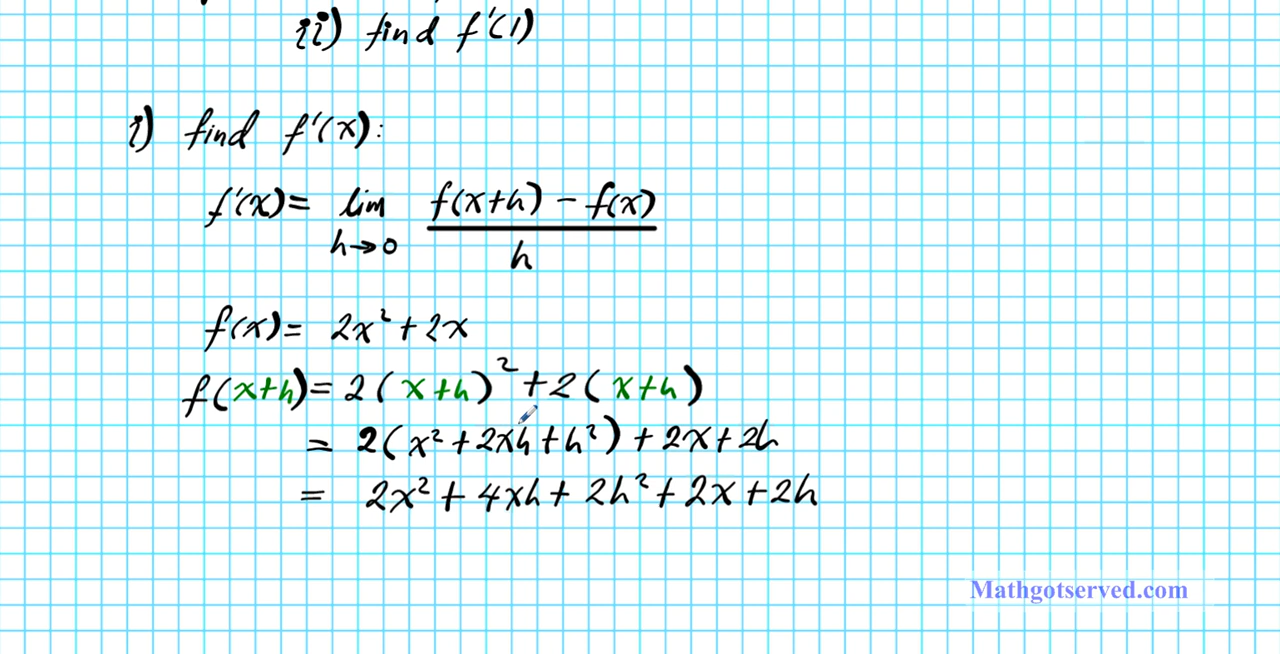 ii) find f'(1)
i) find f'(x):
f'(x) = lim h→0 f(x+h) - f(x) / h
f(x) = 2x² + 2x
f(x+h) = 2(x+h)² + 2(x+h)
= 2(x² + 2xh + h²) + 2x + 2h
= 2x² + 4xh + 2h² + 2x + 2h
Mathgotserved.com